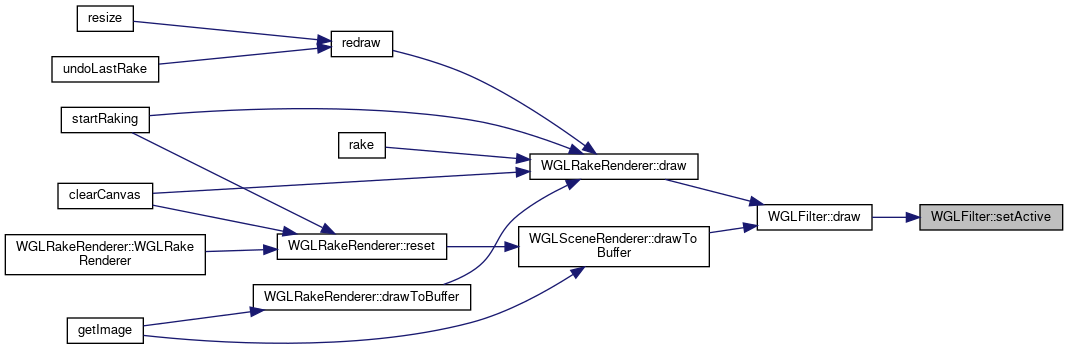 resize
undoLastRake
redraw
startRaking
rake
clearCanvas
WGLRakeRenderer::draw
WGLFilter::draw
WGLFilter::setActive
WGLRakeRenderer::WGLRake
Renderer
WGLRakeRenderer::reset
WGLSceneRenderer::drawTo
Buffer
WGLRakeRenderer::drawToBuffer
getImage